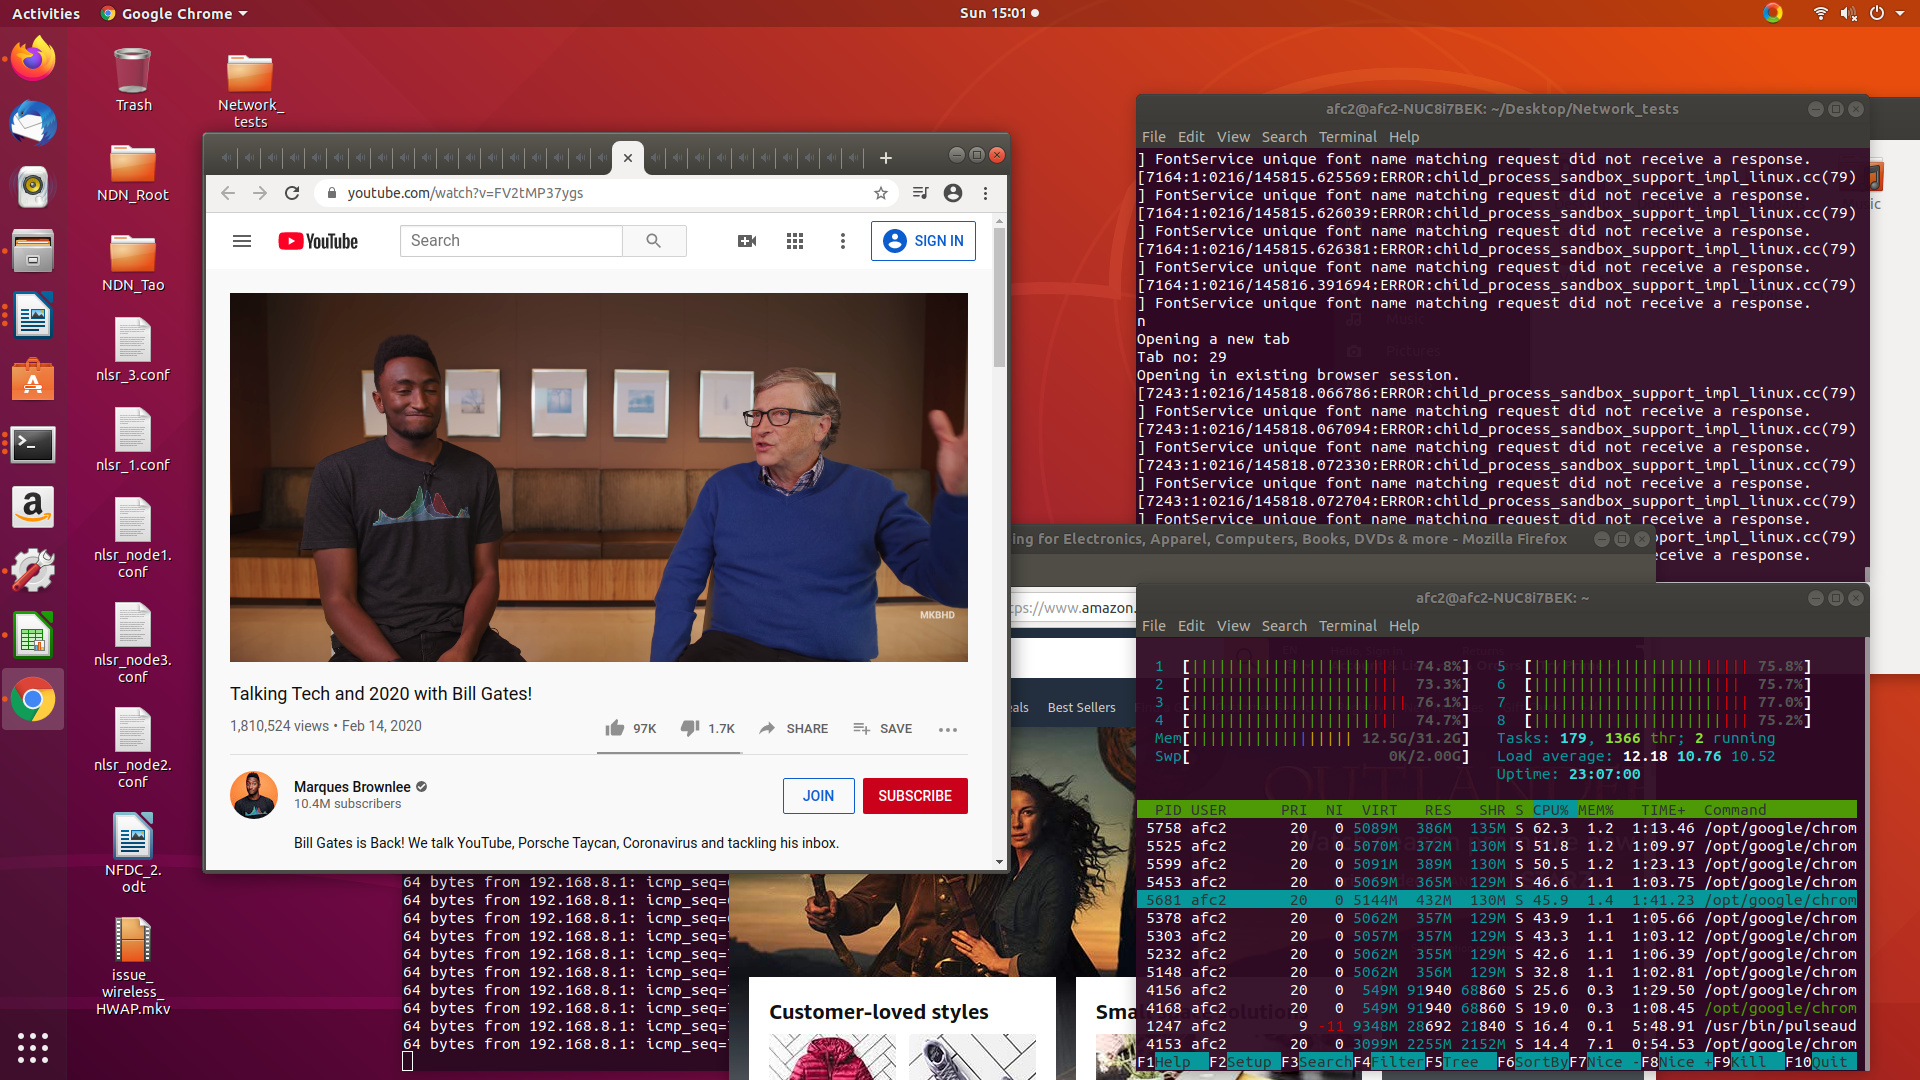 Activities
Google Chrome
Sun 15:01
Trash
Network_
tests
NDN_Root
NDN_Tao
nlsr_3.conf
nlsr_1.conf
nlsr_node1.
conf
nlsr_node3.
conf
nlsr_node2.
conf
NFDC_2.
odt
issue_
wireless_
HWAP.mkv
youtube.com/watch?v=FV2tMP37ygs
YouTube
Search
SIGN IN
MKBHD
Talking Tech and 2020 with Bill Gates!
1,810,524 views • Feb 14, 2020
97K
1.7K
SHARE
SAVE
Marques Brownlee
10.4M subscribers
JOIN
SUBSCRIBE
Bill Gates is Back! We talk YouTube, Porsche Taycan, Coronavirus and tackling his inbox.
64 bytes from 192.168.8.1: icmp_seq=
64 bytes from 192.168.8.1: icmp_seq=
64 bytes from 192.168.8.1: icmp_seq=
64 bytes from 192.168.8.1: icmp_seq=
64 bytes from 192.168.8.1: icmp_seq=
64 bytes from 192.168.8.1: icmp_seq=
64 bytes from 192.168.8.1: icmp_seq=
64 bytes from 192.168.8.1: icmp_seq=
64 bytes from 192.168.8.1: icmp_seq=
64 bytes from 192.168.8.1: icmp_seq=
afc2@afc2-NUC8i7BEK: ~/Desktop/Network_tests
File Edit View Search Terminal Help
] FontService unique font name matching request did not receive a response.
[7164:1:0216/145815.625569:ERROR:child_process_sandbox_support_impl_linux.cc(79)
] FontService unique font name matching request did not receive a response.
[7164:1:0216/145815.626039:ERROR:child_process_sandbox_support_impl_linux.cc(79)
] FontService unique font name matching request did not receive a response.
[7164:1:0216/145815.626381:ERROR:child_process_sandbox_support_impl_linux.cc(79)
] FontService unique font name matching request did not receive a response.
[7164:1:0216/145816.391694:ERROR:child_process_sandbox_support_impl_linux.cc(79)
] FontService unique font name matching request did not receive a response.
n
Opening a new tab
Tab no: 29
Opening in existing browser session.
[7243:1:0216/145818.066786:ERROR:child_process_sandbox_support_impl_linux.cc(79)
] FontService unique font name matching request did not receive a response.
[7243:1:0216/145818.067094:ERROR:child_process_sandbox_support_impl_linux.cc(79)
] FontService unique font name matching request did not receive a response.
[7243:1:0216/145818.072330:ERROR:child_process_sandbox_support_impl_linux.cc(79)
] FontService unique font name matching request did not receive a response.
[7243:1:0216/145818.072704:ERROR:child_process_sandbox_support_impl_linux.cc(79)
] FontService unique font name matching request did not receive a response.
pport_impl_linux.cc(79)
eceive a response.
ing for Electronics, Apparel, Computers, Books, DVDs & more - Mozilla Firefox
tps://www.amazon.
eals
Best Sellers
Customer-loved styles
Small space solutions
afc2@afc2-NUC8i7BEK: ~
File Edit View Search Terminal Help
1 [ 74.8%] 5 [ 75.8%]
2 [ 73.3%] 6 [ 75.7%]
3 [ 76.1%] 7 [ 77.0%]
4 [ 74.7%] 8 [ 75.2%]
Mem[ 12.5G/31.2G] Tasks: 179, 1366 thr; 2 running
Swp[ 0K/2.00G] Load average: 12.18 10.76 10.52
Uptime: 23:07:00
PID USER PRI NI VIRT RES SHR S CPU% MEM% TIME+ Command
5758 afc2 20 0 5089M 386M 135M S 62.3 1.2 1:13.46 /opt/google/chrom
5525 afc2 20 0 5070M 372M 130M S 51.8 1.2 1:09.97 /opt/google/chrom
5599 afc2 20 0 5091M 389M 130M S 50.5 1.2 1:23.13 /opt/google/chrom
5453 afc2 20 0 5069M 365M 129M S 46.6 1.1 1:03.75 /opt/google/chrom
5681 afc2 20 0 5144M 432M 130M S 45.9 1.4 1:41.23 /opt/google/chrom
5378 afc2 20 0 5062M 357M 129M S 43.9 1.1 1:05.66 /opt/google/chrom
5303 afc2 20 0 5057M 357M 129M S 43.3 1.1 1:03.12 /opt/google/chrom
5232 afc2 20 0 5062M 355M 129M S 42.6 1.1 1:06.39 /opt/google/chrom
5148 afc2 20 0 5062M 356M 129M S 32.8 1.1 1:02.81 /opt/google/chrom
4156 afc2 20 0 549M 91940 68860 S 25.6 0.3 1:29.50 /opt/google/chrom
4168 afc2 20 0 549M 91940 68860 S 19.0 0.3 1:08.45 /opt/google/chrom
1247 afc2 9 -11 9348M 28692 21840 S 16.4 0.1 5:48.91 /usr/bin/pulseaud
4153 afc2 20 0 3099M 2255M 2152M S 14.4 7.1 0:54.53 /opt/google/chrom
F1Help F2Setup F3SearchF4FilterF5Tree F6SortByF7Nice -F8Nice +F9Kill F10Quit